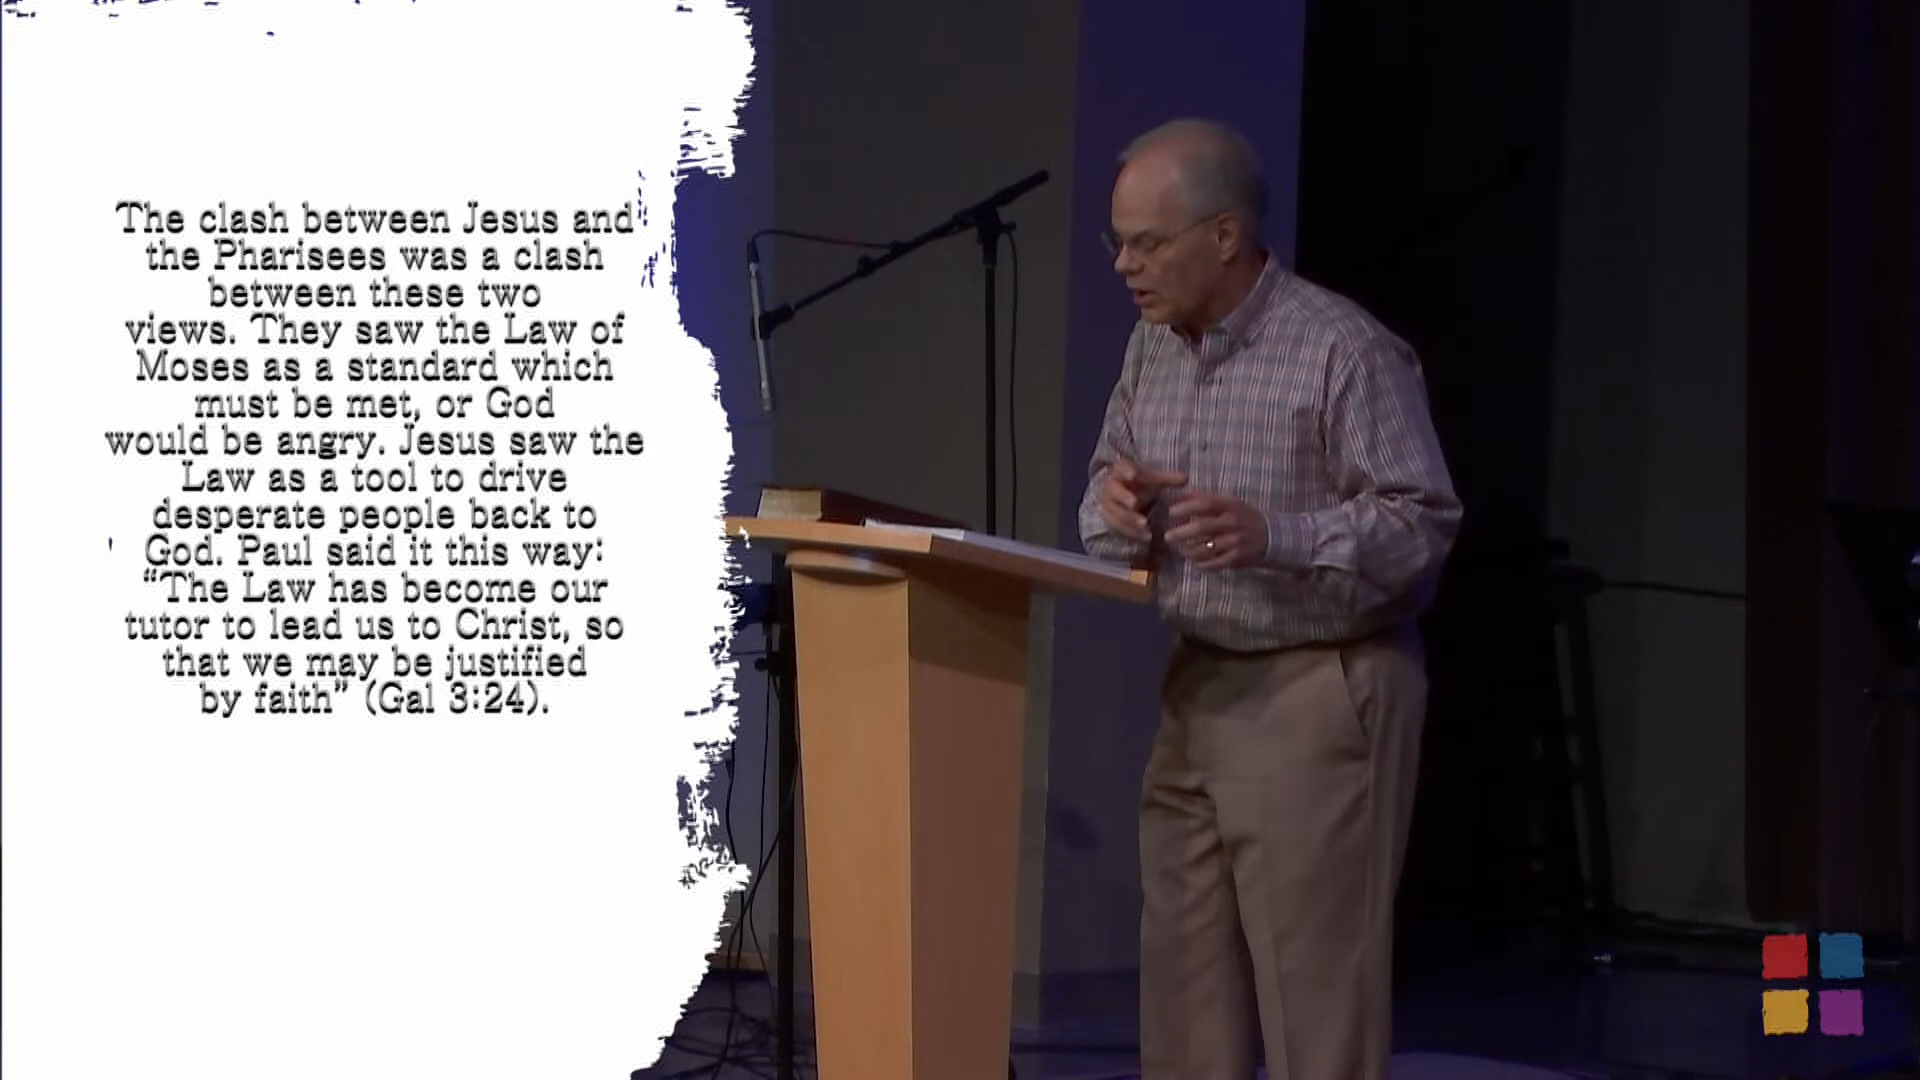 The clash between Jesus and
the Pharisees was a clash
between these two
views. They saw the Law of
Moses as a standard which
must be met, or God
would be angry. Jesus saw the
Law as a tool to drive
desperate people back to
God. Paul said it this way:
“The Law has become our
tutor to lead us to Christ, so
that we may be justified
by faith” (Gal 3:24).